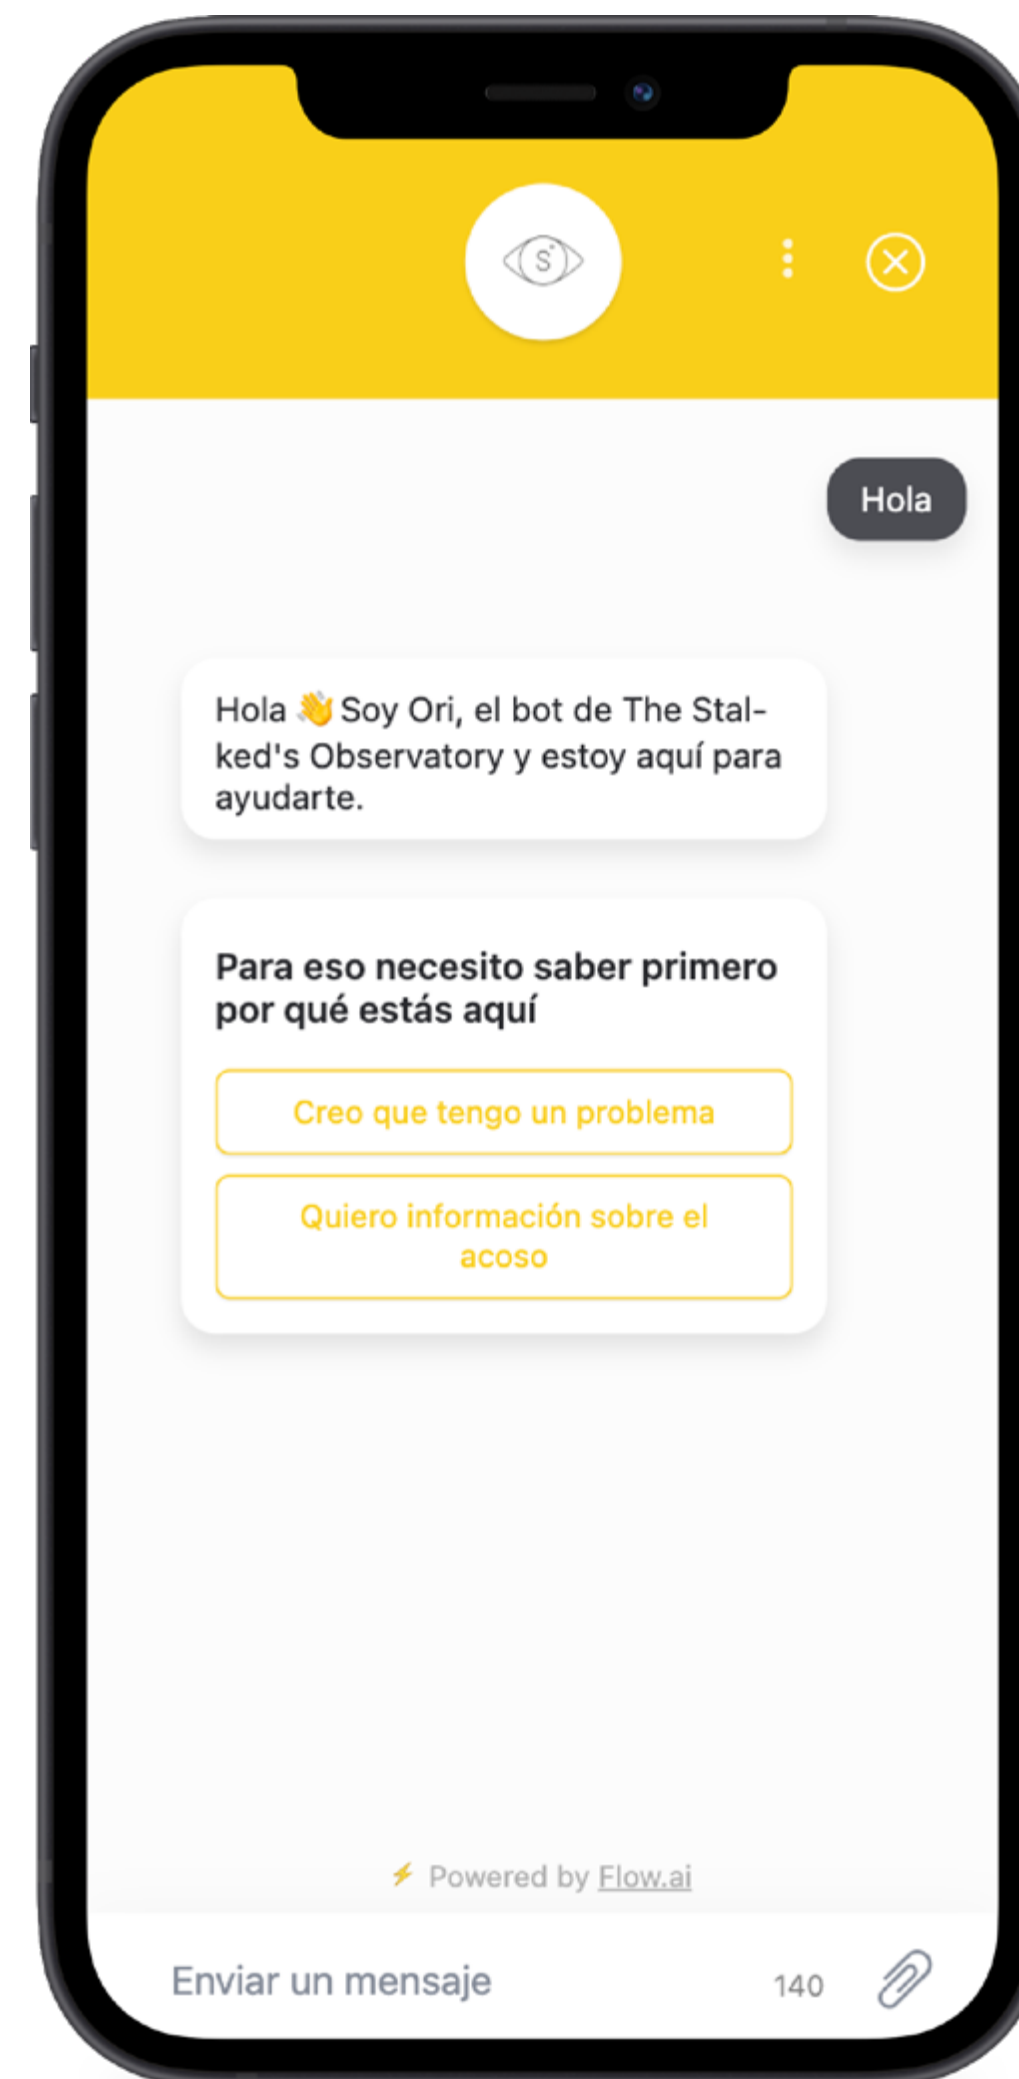 S
Hola
Hola 👋 Soy Ori, el bot de The Stal-
ked's Observatory y estoy aquí para
ayudarte.
Para eso necesito saber primero
por qué estás aquí
Creo que tengo un problema
Quiero información sobre el
acoso
⚡ Powered by Flow.ai
Enviar un mensaje 140